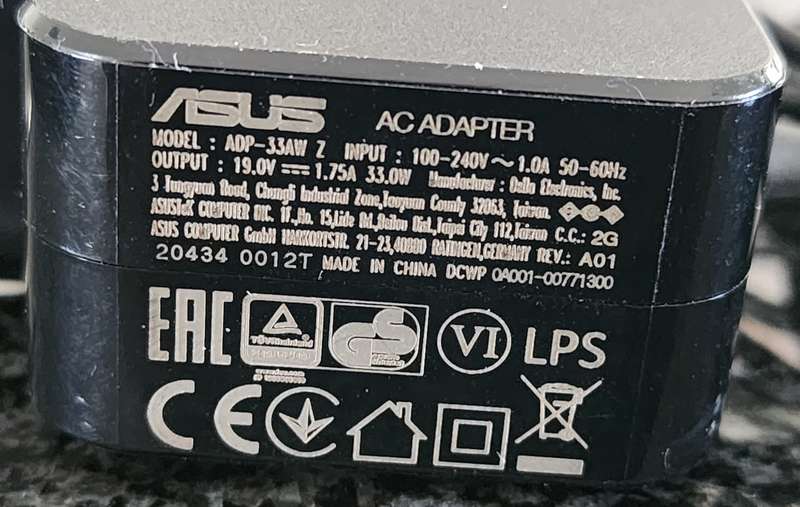 ASUS AC ADAPTER
MODEL : ADP-33AW Z INPUT : 100-240V~1.0A 50-60Hz
OUTPUT : 19.0V⎓1.75A 33.0W Manufacturer : Delta Electronics, Inc.
3 Tungyuan Road, Chungli Industrial Zone, Taoyuan County 32063, Taiwan
ASUSTeK COMPUTER INC. 1F., No. 15, Lide Rd., Beitou Dist., Taipei City 112, Taiwan C.C.: 2G
ASUS COMPUTER GmbH HARKORTSTR. 21-23, 40880 RATINGEN, GERMANY REV.: A01
20434 0012T MADE IN CHINA DCWP 0A001-00771300
EAC TÜVRheinland GS VI LPS
CE